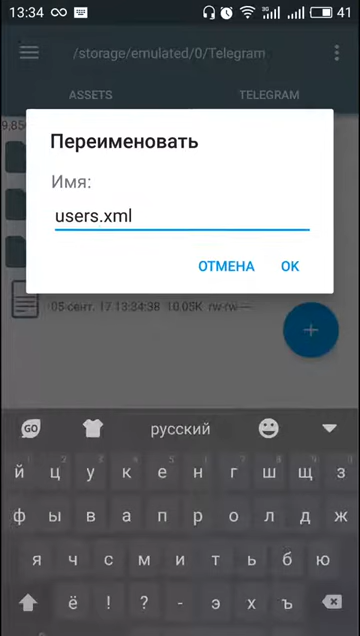 13:34
3G
41
/storage/emulated/0/Telegram
ASSETS TELEGRAM
Переименовать
Имя:
users.xml
ОТМЕНА OK
05 сент. 17 13:34:38 10.05K rw-rw----
+
GO русский
й ц у к е н г ш щ з
ф ы в а п р о л д ж
я ч с м и т ь б ю
ё ! ? - э х ъ